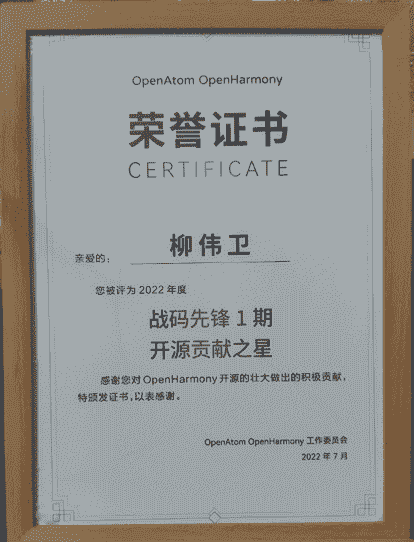 OpenAtom OpenHarmony
荣誉证书
CERTIFICATE
亲爱的： 柳伟卫
您被评为 2022 年度
战码先锋 1 期
开源贡献之星
感谢您对 OpenHarmony 开源的壮大做出的积极贡献，
特颁发证书，以表感谢。
OpenAtom OpenHarmony 工作委员会
2022 年 7 月